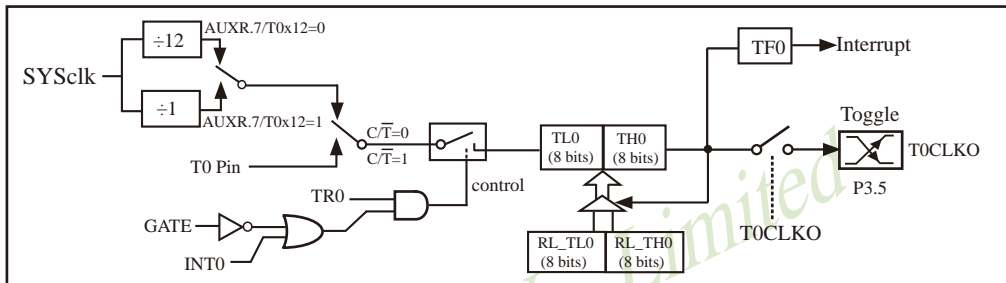 AUXR.7/T0x12=0
÷12
SYSclk
÷1
AUXR.7/T0x12=1
T0 Pin
C/T̅=0
C/T̅=1
TR0
GATE
INT0
control
TL0
(8 bits)
TH0
(8 bits)
RL_TL0
(8 bits)
RL_TH0
(8 bits)
TF0
Interrupt
Toggle
T0CLKO
P3.5
T0CLKO
Limited